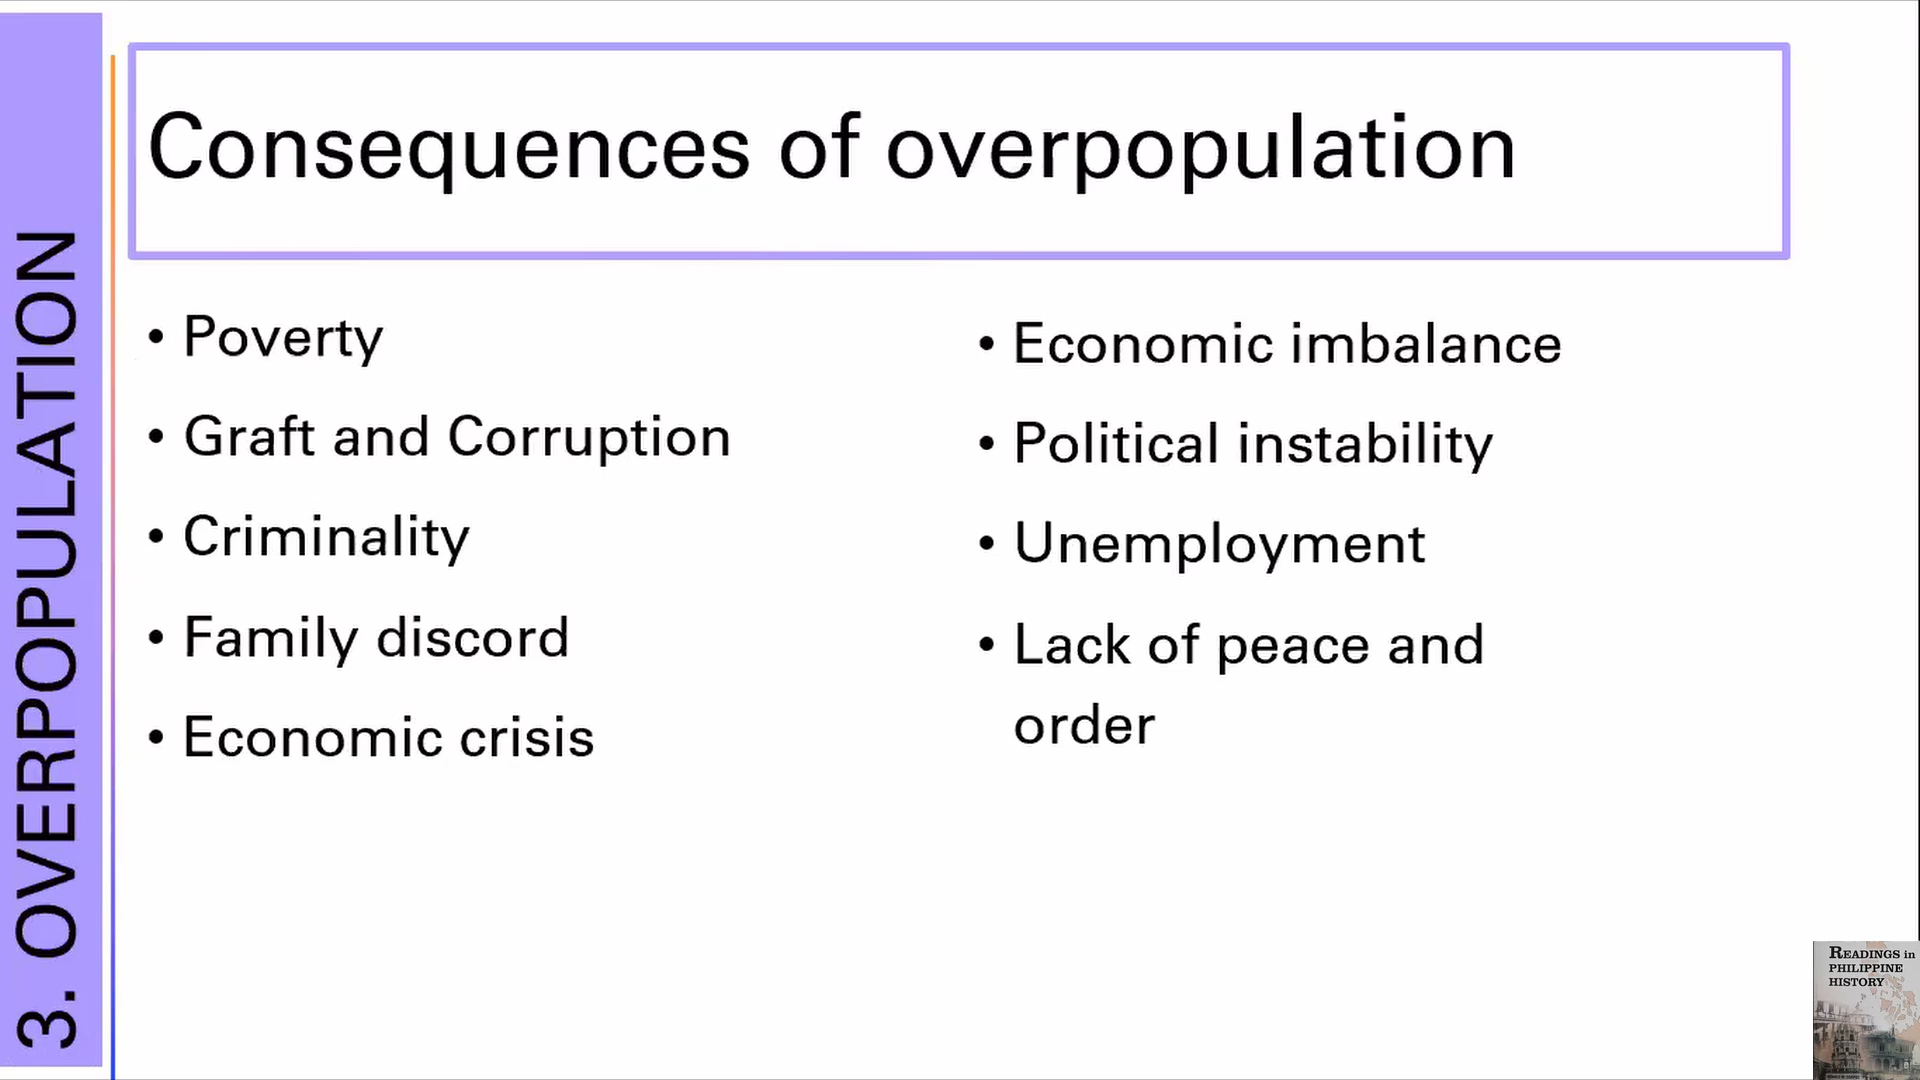 3. OVERPOPULATION
Consequences of overpopulation
• Poverty
• Graft and Corruption
• Criminality
• Family discord
• Economic crisis
• Economic imbalance
• Political instability
• Unemployment
• Lack of peace and
order
READINGS in
PHILIPPINE
HISTORY